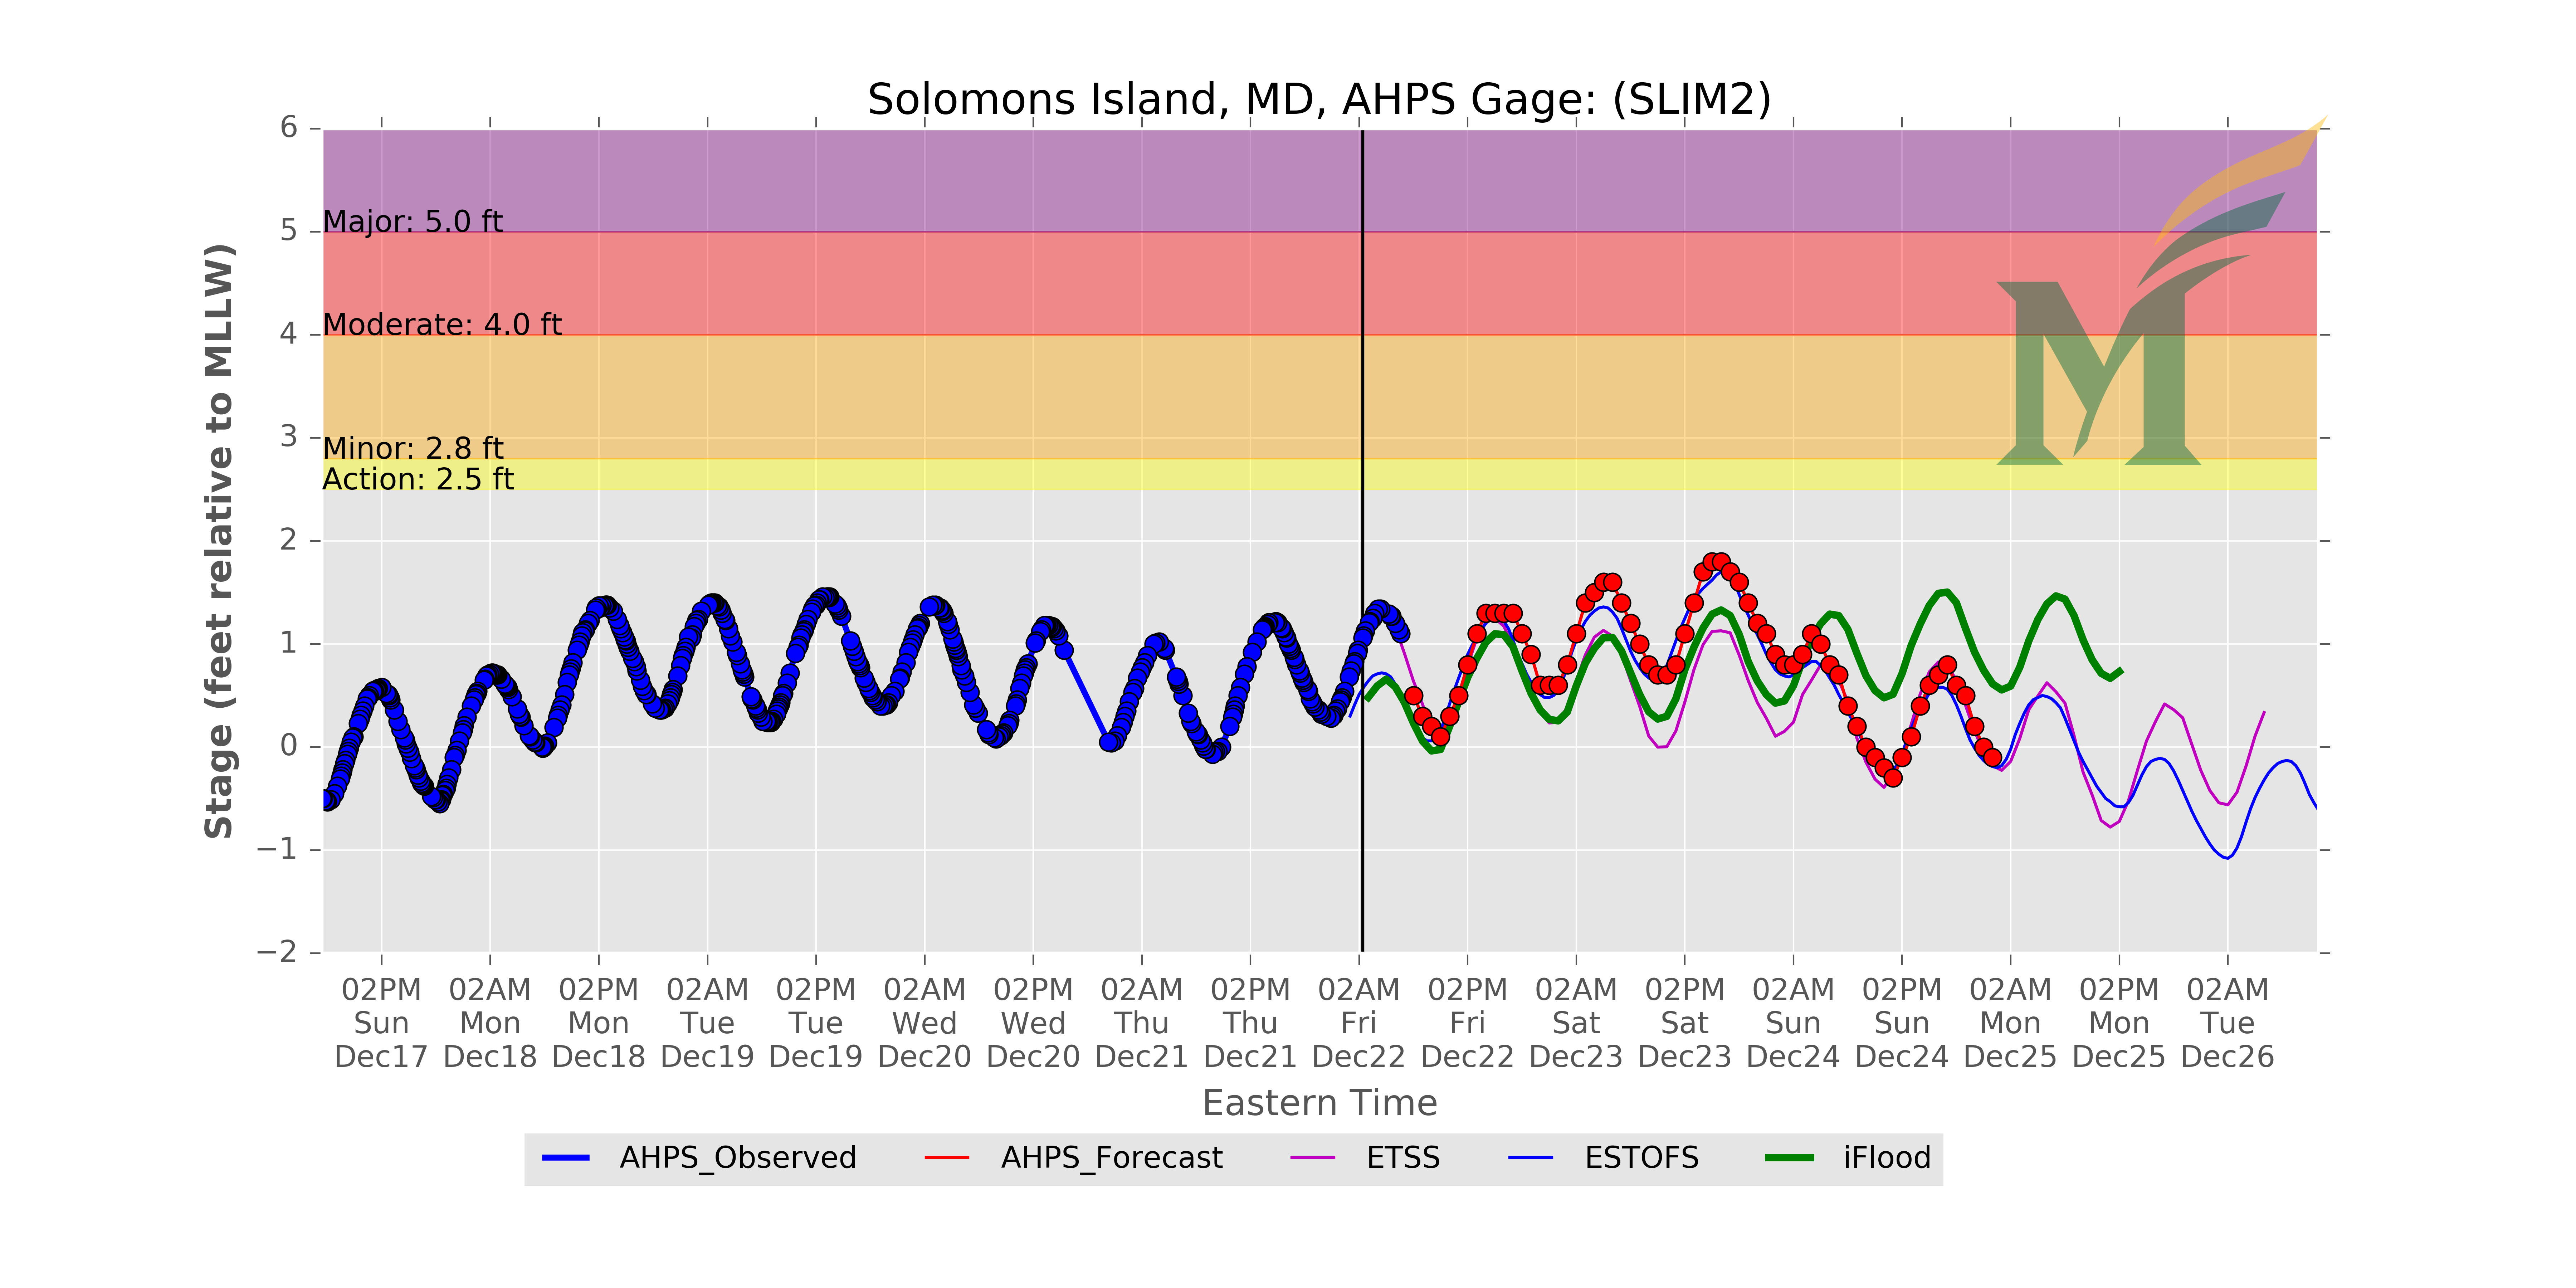 Solomons Island, MD, AHPS Gage: (SLIM2)
Stage (feet relative to MLLW)
6
5
4
3
2
1
0
−1
−2
Major: 5.0 ft
Moderate: 4.0 ft
Minor: 2.8 ft
Action: 2.5 ft
M
02PM 02AM 02PM 02AM 02PM 02AM 02PM 02AM 02PM 02AM 02PM 02AM 02PM 02AM 02PM 02AM 02PM 02AM
Sun Mon Mon Tue Tue Wed Wed Thu Thu Fri Fri Sat Sat Sun Sun Mon Mon Tue
Dec17 Dec18 Dec18 Dec19 Dec19 Dec20 Dec20 Dec21 Dec21 Dec22 Dec22 Dec23 Dec23 Dec24 Dec24 Dec25 Dec25 Dec26
Eastern Time
AHPS_Observed AHPS_Forecast ETSS ESTOFS iFlood